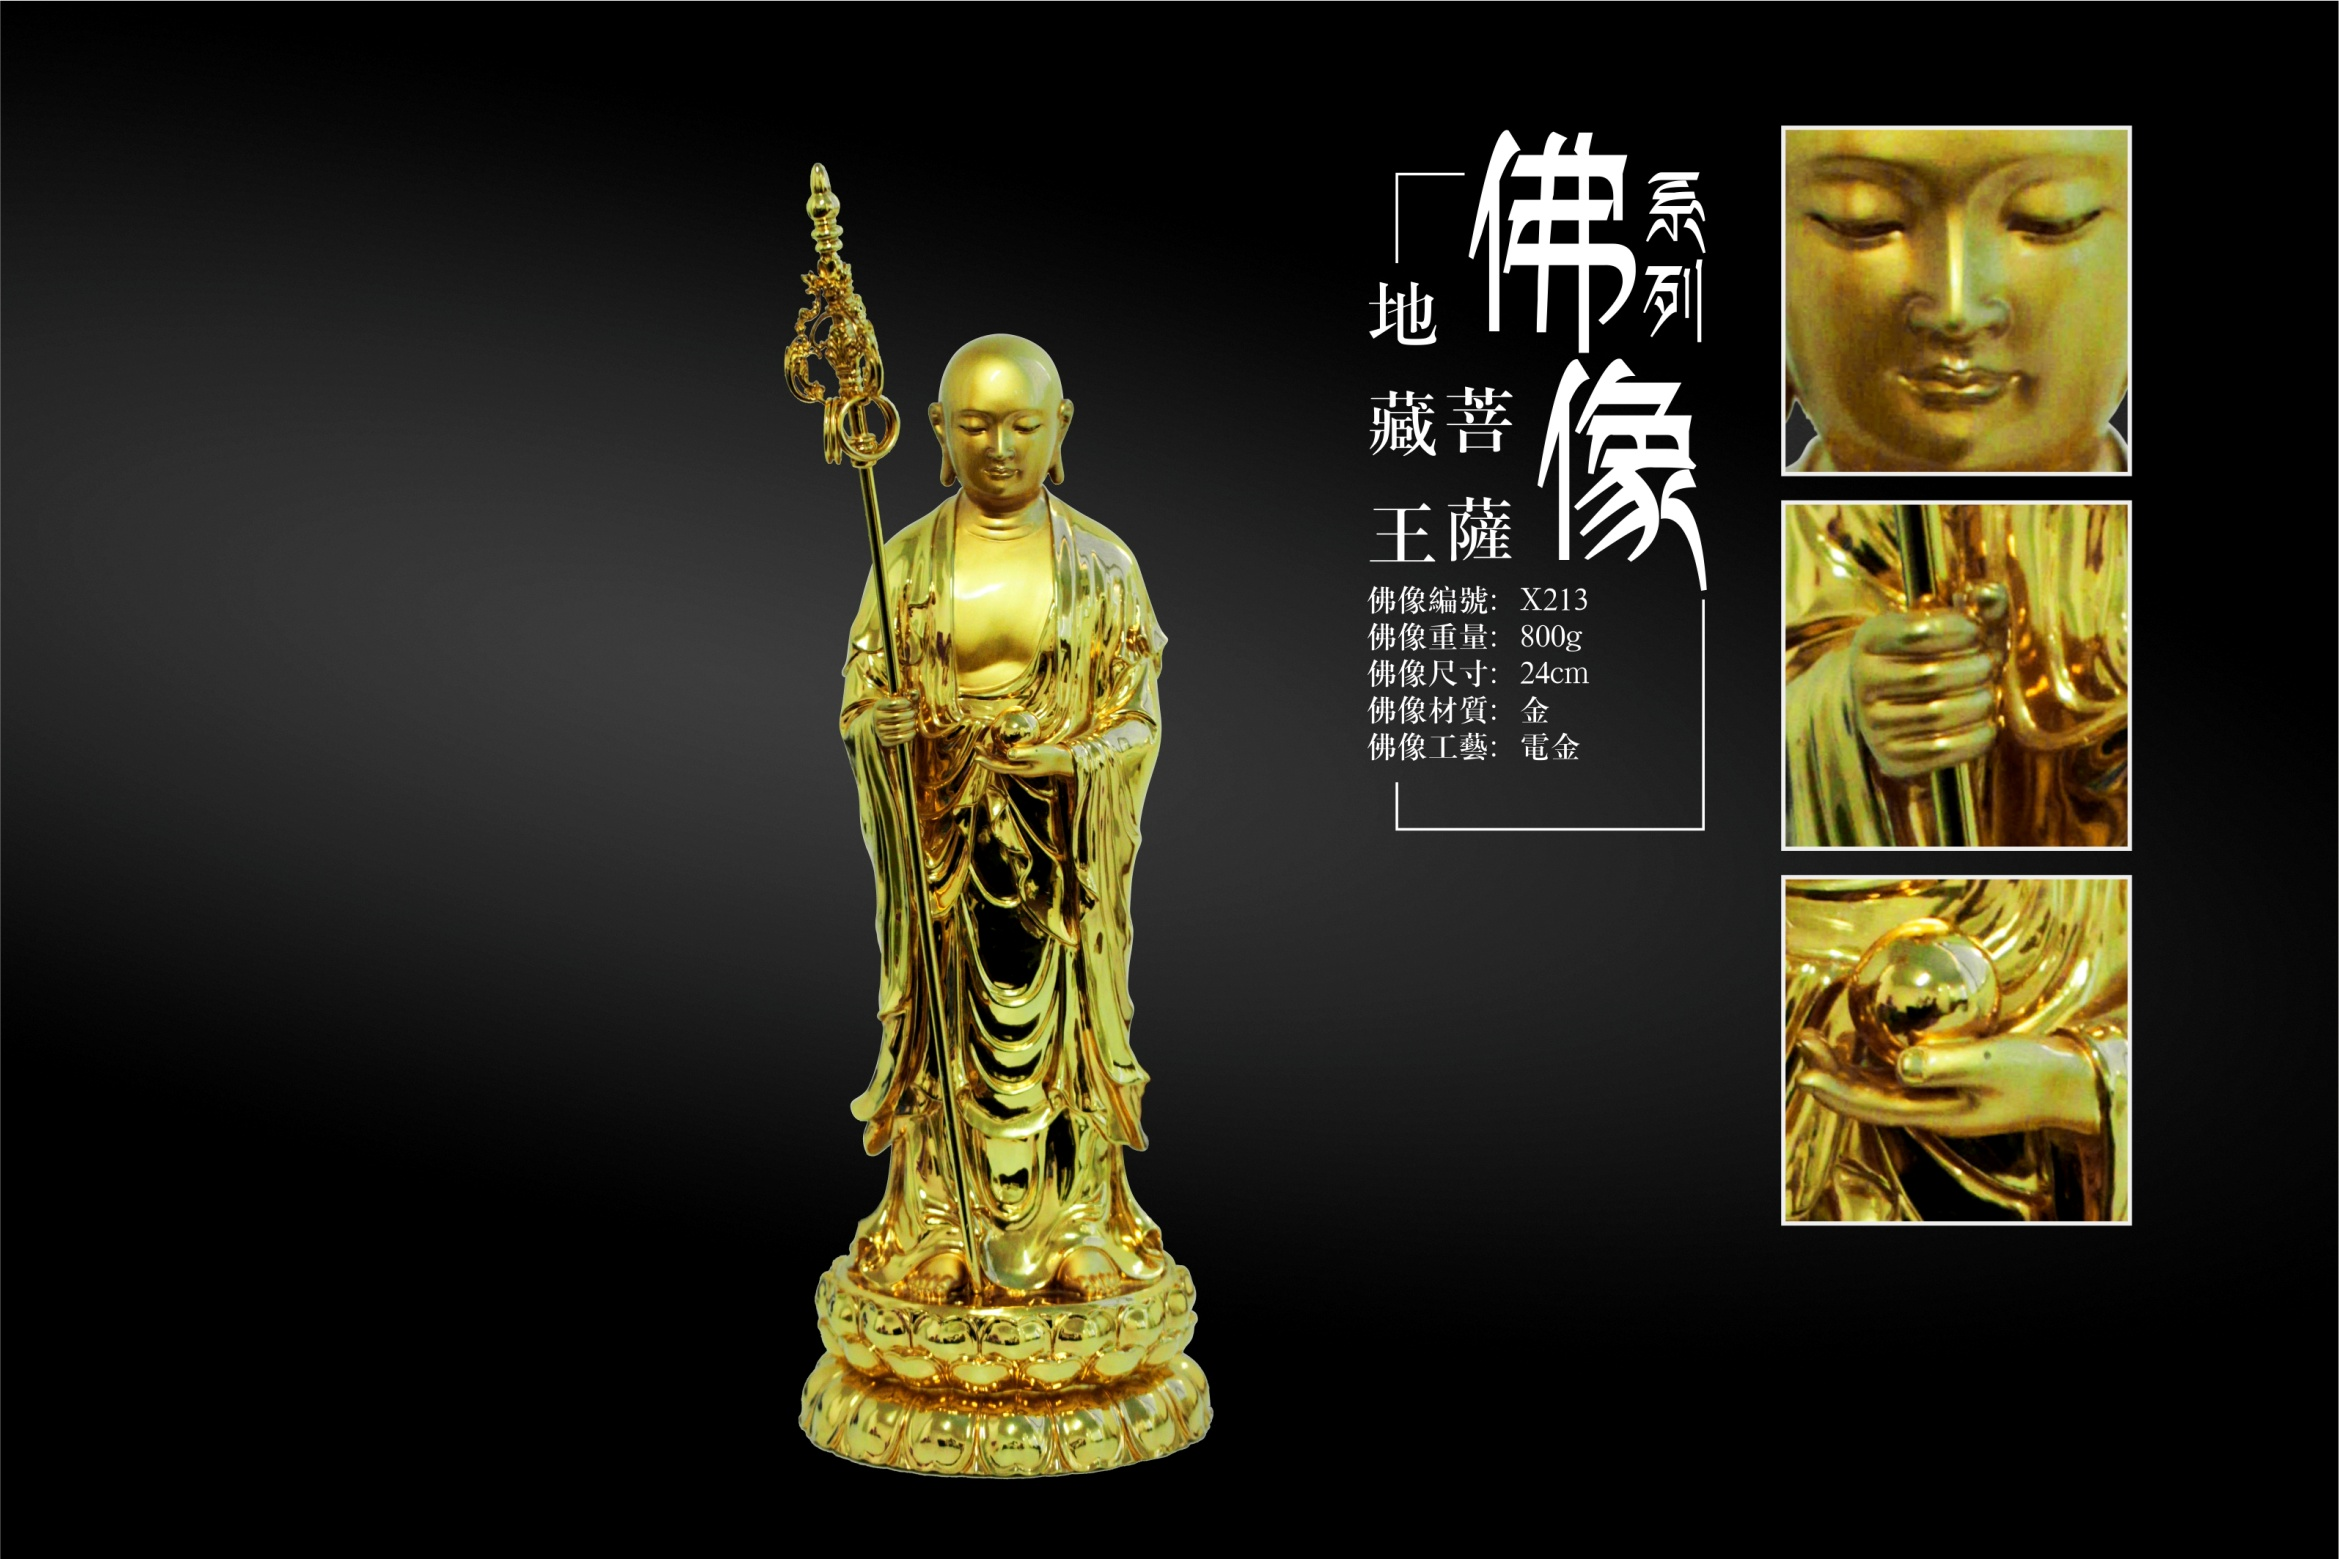 佛像
系列
地藏王
菩薩
佛像編號： X213
佛像重量： 800g
佛像尺寸： 24cm
佛像材質： 金
佛像工藝： 電金